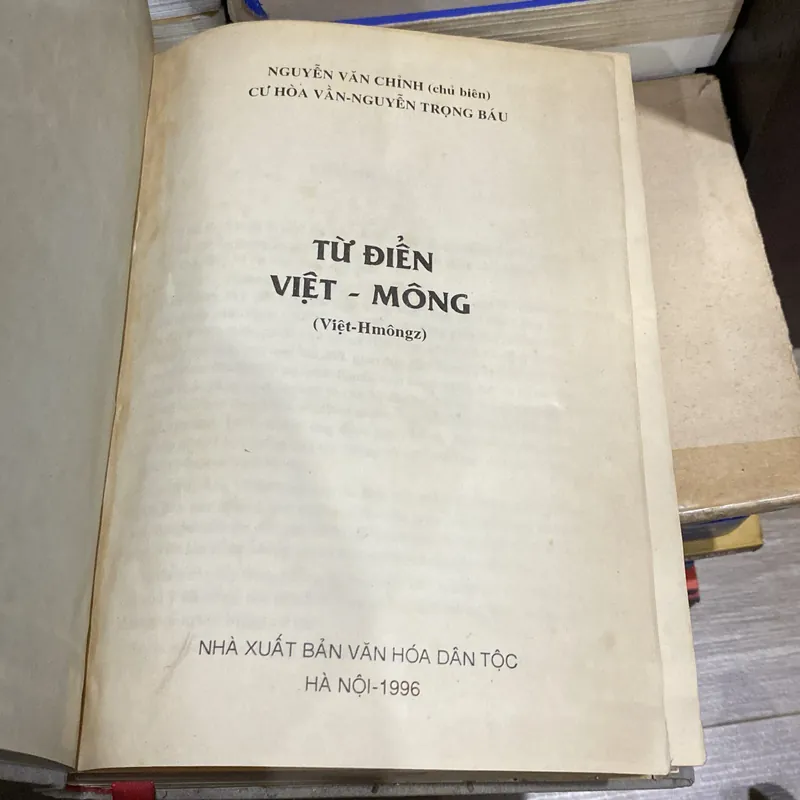 NGUYỄN VĂN CHỈNH (chủ biên)
CƯ HÒA VẦN-NGUYỄN TRỌNG BÁU
TỪ ĐIỂN
VIỆT - MÔNG
(Việt-Hmôngz)
NHÀ XUẤT BẢN VĂN HÓA DÂN TỘC
HÀ NỘI-1996